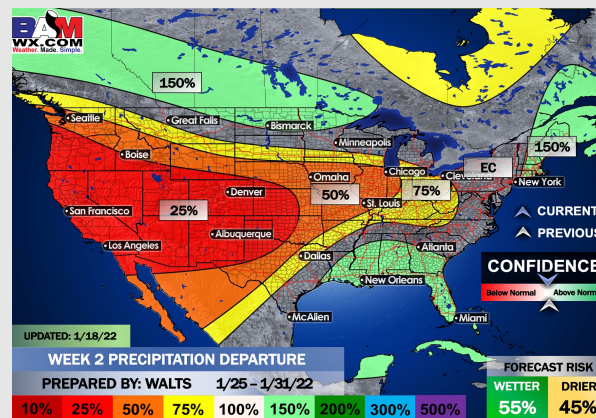 BAM
WX.COM
Weather. Made. Simple.
150%
Seattle
Great Falls
Bismarck
Minneapolis
150%
Boise
Chicago
Cleveland
EC
New York
Omaha
50%
75%
Denver
St. Louis
San Francisco
25%
CURRENT
Albuquerque
PREVIOUS
Los Angeles
Atlanta
Dallas
CONFIDENCE
New Orleans
Below Normal
Above Norm
McAllen
Miami
UPDATED: 1/18/22
WEEK 2 PRECIPITATION DEPARTURE
FORECAST RISK
PREPARED BY: WALTS 1/25 – 1/31/22
WETTER
DRIER
10% 25% 50% 75% 100% 150% 200% 300% 500%
55%
45%